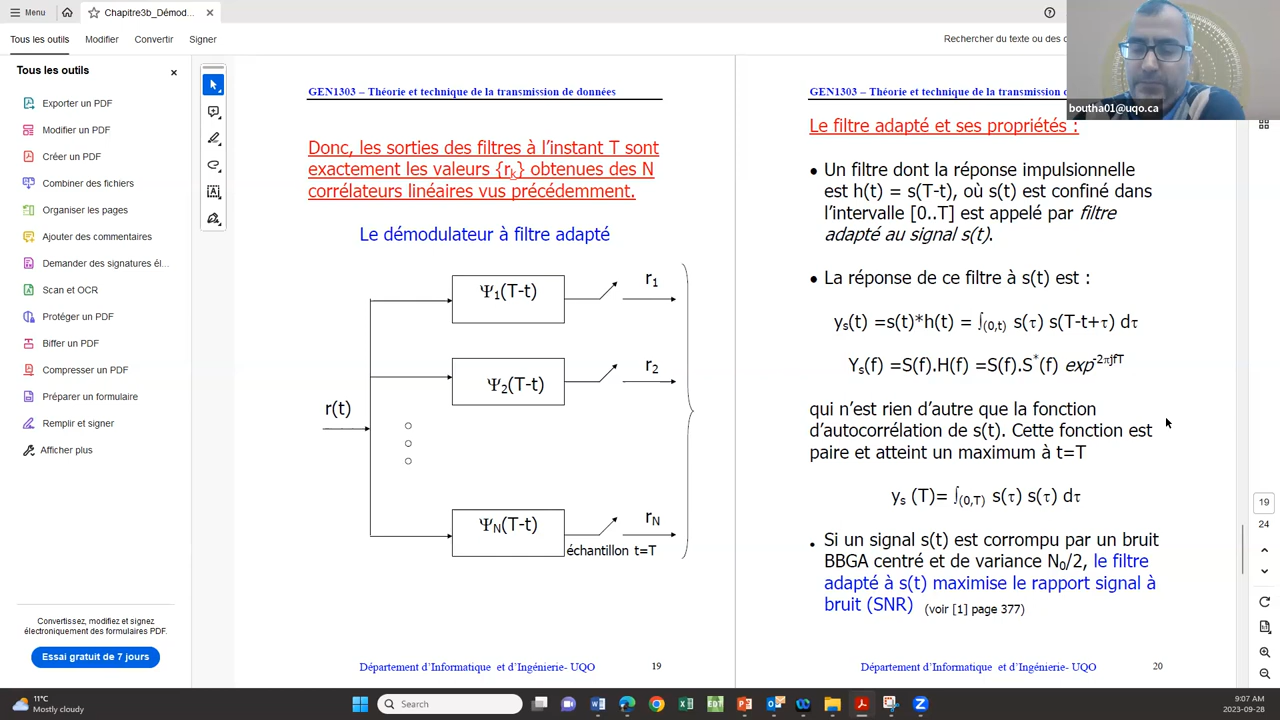 Menu
Chapitre3b_Démod...
Tous les outils
Modifier
Convertir
Signer
Rechercher du texte ou des
Tous les outils
Exporter un PDF
Modifier un PDF
Créer un PDF
Combiner des fichiers
Organiser les pages
Ajouter des commentaires
Demander des signatures él...
Scan et OCR
Protéger un PDF
Biffer un PDF
Compresser un PDF
Préparer un formulaire
Remplir et signer
Afficher plus
Convertissez, modifiez et signez
électroniquement des formulaires PDF.
Essai gratuit de 7 jours
GEN1303 – Théorie et technique de la transmission de données
Donc, les sorties des filtres à l'instant T sont
exactement les valeurs {rk} obtenues des N
corrélateurs linéaires vus précédemment.
Le démodulateur à filtre adapté
r(t)
Ψ1(T-t)
r1
Ψ2(T-t)
r2
ΨN(T-t)
rN
échantillon t=T
Département d'Informatique et d'Ingénierie- UQO
19
GEN1303 – Théorie et technique de la transmission de d
Le filtre adapté et ses propriétés :
• Un filtre dont la réponse impulsionnelle
est h(t) = s(T-t), où s(t) est confiné dans
l'intervalle [0..T] est appelé par filtre
adapté au signal s(t).
• La réponse de ce filtre à s(t) est :
ys(t) =s(t)*h(t) = ∫(0,t) s(τ) s(T-t+τ) dτ
Ys(f) =S(f).H(f) =S(f).S*(f) exp-2πjfT
qui n'est rien d'autre que la fonction
d'autocorrélation de s(t). Cette fonction est
paire et atteint un maximum à t=T
ys (T)= ∫(0,T) s(τ) s(τ) dτ
• Si un signal s(t) est corrompu par un bruit
BBGA centré et de variance N0/2, le filtre
adapté à s(t) maximise le rapport signal à
bruit (SNR) (voir [1] page 377)
Département d'Informatique et d'Ingénierie- UQO
20
boutha01@uqo.ca
19
24
11°C
Mostly cloudy
Search
9:07 AM
2023-09-28